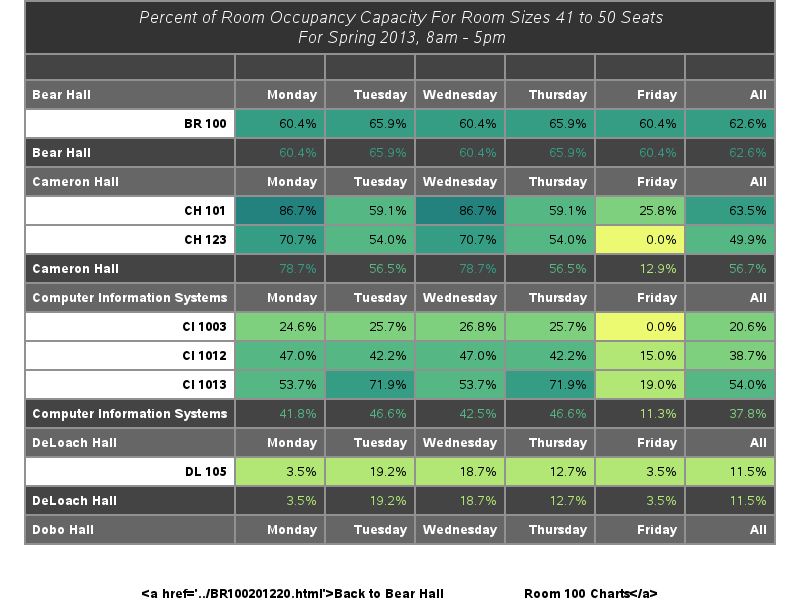 Percent of Room Occupancy Capacity For Room Sizes 41 to 50 Seats
For Spring 2013, 8am - 5pm
Bear Hall Monday Tuesday Wednesday Thursday Friday All
BR 100 60.4% 65.9% 60.4% 65.9% 60.4% 62.6%
Bear Hall 60.4% 65.9% 60.4% 65.9% 60.4% 62.6%
Cameron Hall Monday Tuesday Wednesday Thursday Friday All
CH 101 86.7% 59.1% 86.7% 59.1% 25.8% 63.5%
CH 123 70.7% 54.0% 70.7% 54.0% 0.0% 49.9%
Cameron Hall 78.7% 56.5% 78.7% 56.5% 12.9% 56.7%
Computer Information Systems Monday Tuesday Wednesday Thursday Friday All
CI 1003 24.6% 25.7% 26.8% 25.7% 0.0% 20.6%
CI 1012 47.0% 42.2% 47.0% 42.2% 15.0% 38.7%
CI 1013 53.7% 71.9% 53.7% 71.9% 19.0% 54.0%
Computer Information Systems 41.8% 46.6% 42.5% 46.6% 11.3% 37.8%
DeLoach Hall Monday Tuesday Wednesday Thursday Friday All
DL 105 3.5% 19.2% 18.7% 12.7% 3.5% 11.5%
DeLoach Hall 3.5% 19.2% 18.7% 12.7% 3.5% 11.5%
Dobo Hall Monday Tuesday Wednesday Thursday Friday All
<a href='../BR100201220.html'>Back to Bear Hall Room 100 Charts</a>